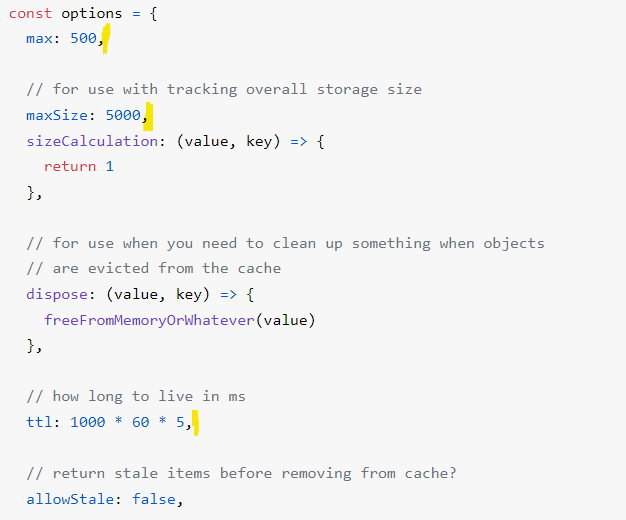 const options = {
max: 500,
// for use with tracking overall storage size
maxSize: 5000,
sizeCalculation: (value, key) => {
return 1
},
// for use when you need to clean up something when objects
// are evicted from the cache
dispose: (value, key) => {
freeFromMemoryOrWhatever(value)
},
// how long to live in ms
ttl: 1000 * 60 * 5,
// return stale items before removing from cache?
allowStale: false,